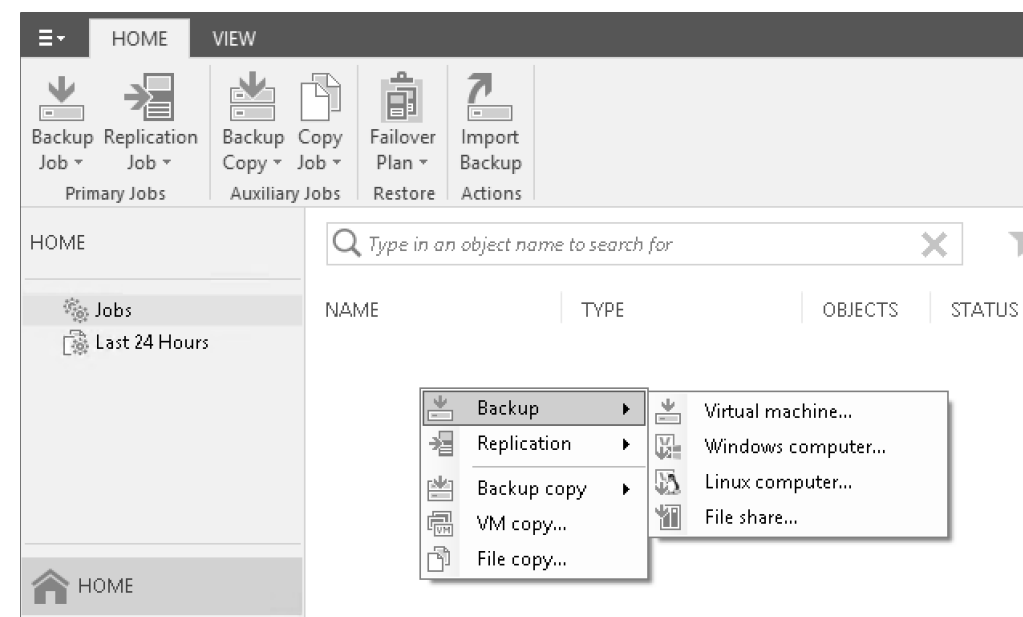 HOME VIEW
Backup Replication Backup Copy Failover Import
Job Job Copy Job Plan Backup
Primary Jobs Auxiliary Jobs Restore Actions
HOME
Type in an object name to search for
Jobs
Last 24 Hours
NAME TYPE OBJECTS STATUS
Backup
Replication
Backup copy
VM copy...
VM
File copy...
Virtual machine...
Windows computer...
Linux computer...
File share...
HOME